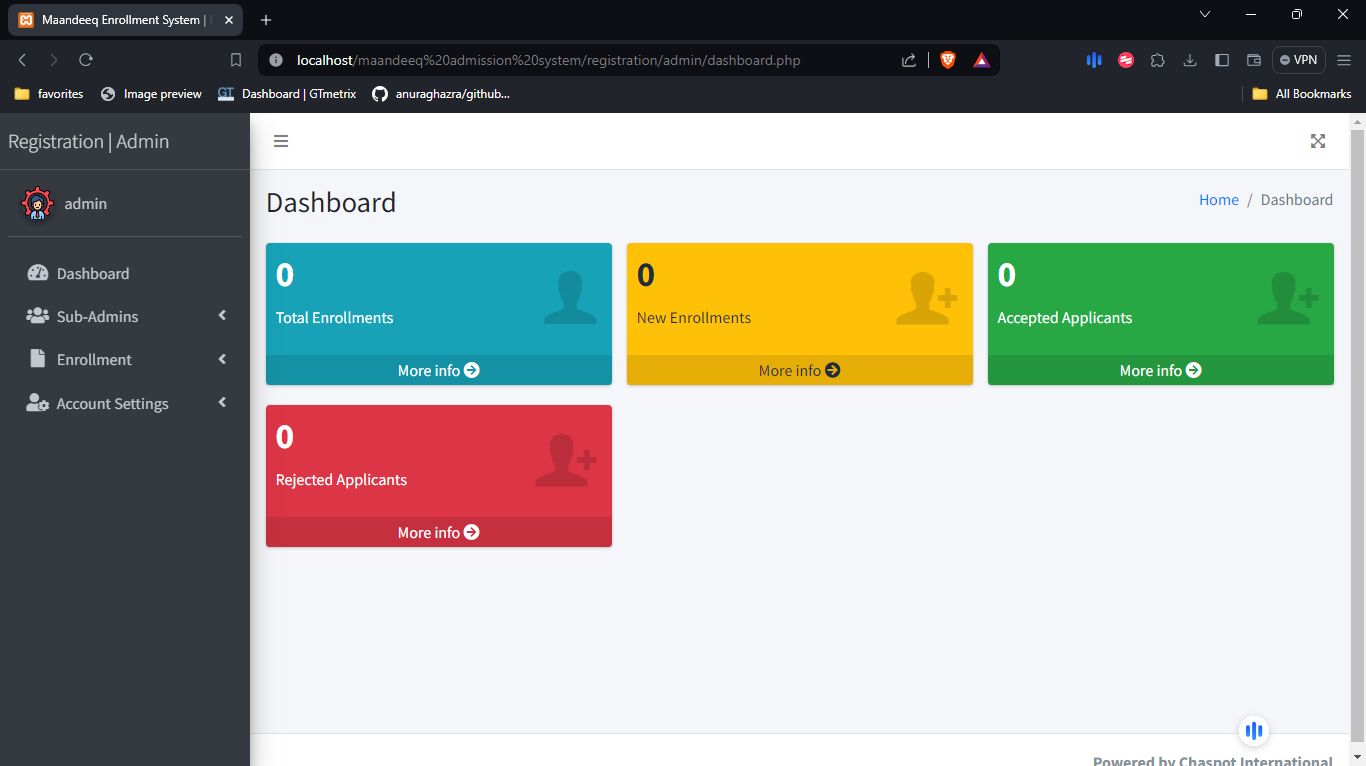 Maandeeq Enrollment System |
localhost/maandeeq%20admission%20system/registration/admin/dashboard.php
VPN
favorites
Image preview
GT Dashboard | GTmetrix
anuraghazra/github...
All Bookmarks
Registration | Admin
admin
Dashboard
Sub-Admins
Enrollment
Account Settings
Dashboard
Home / Dashboard
0
Total Enrollments
More info
0
New Enrollments
More info
0
Accepted Applicants
More info
0
Rejected Applicants
More info
Powered by Chaspot International